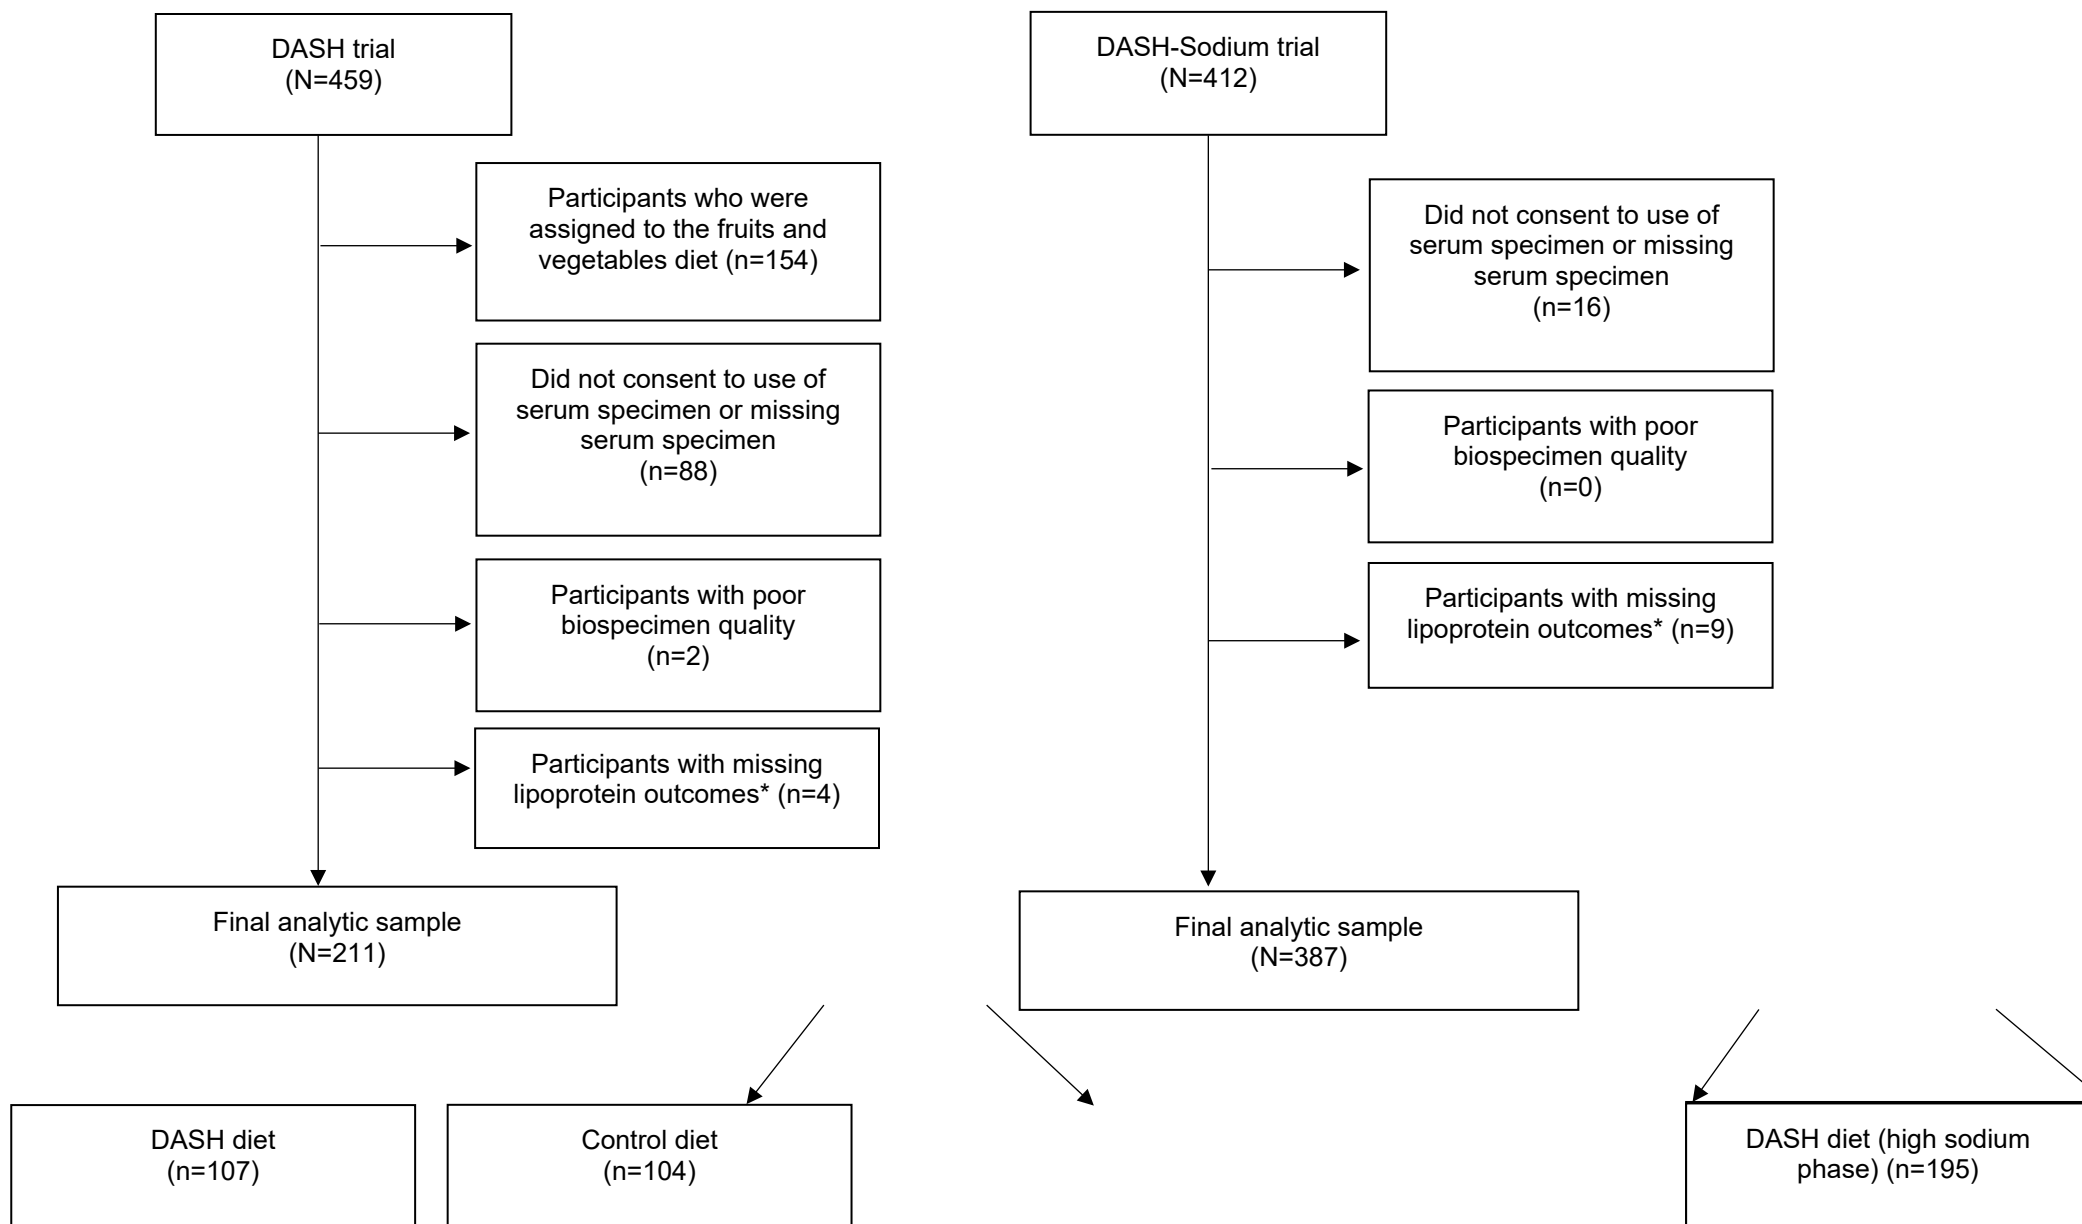 DASH trial
(N=459)
DASH-Sodium trial
(N=412)
Participants who were
assigned to the fruits and
vegetables diet (n=154)
Did not consent to use of
serum specimen or missing
serum specimen
(n=16)
Did not consent to use of
serum specimen or missing
serum specimen
(n=88)
Participants with poor
biospecimen quality
(n=0)
Participants with poor
biospecimen quality
(n=2)
Participants with missing
lipoprotein outcomes* (n=9)
Participants with missing
lipoprotein outcomes* (n=4)
Final analytic sample
(N=211)
Final analytic sample
(N=387)
DASH diet
(n=107)
Control diet
(n=104)
DASH diet (high sodium
phase) (n=195)